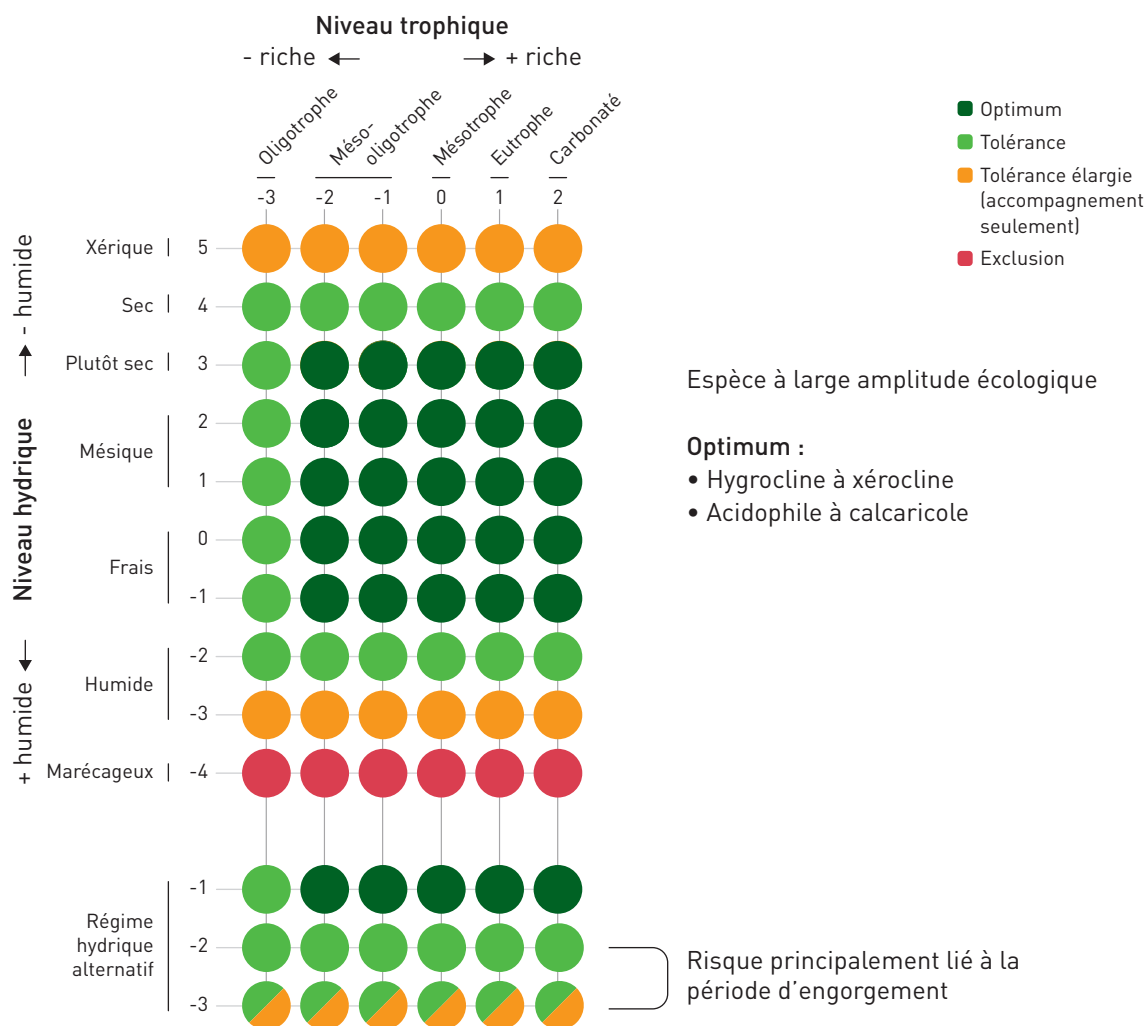 Niveau trophique
- riche ← → + riche
Oligotrophe
Méso-
oligotrophe
Mésotrophe
Eutrophe
Carbonaté
-3 -2 -1 0 1 2
Optimum
Tolérance
Tolérance élargie
(accompagnement
seulement)
Exclusion
Niveau hydrique
→ - humide
+ humide ←
Xérique 5
Sec 4
Plutôt sec 3
2
Mésique
1
0
Frais
-1
-2
Humide
-3
Marécageux -4
Espèce à large amplitude écologique
Optimum :
• Hygrocline à xérocline
• Acidophile à calcaricole
-1
Régime
hydrique
alternatif
-2
-3
Risque principalement lié à la
période d'engorgement